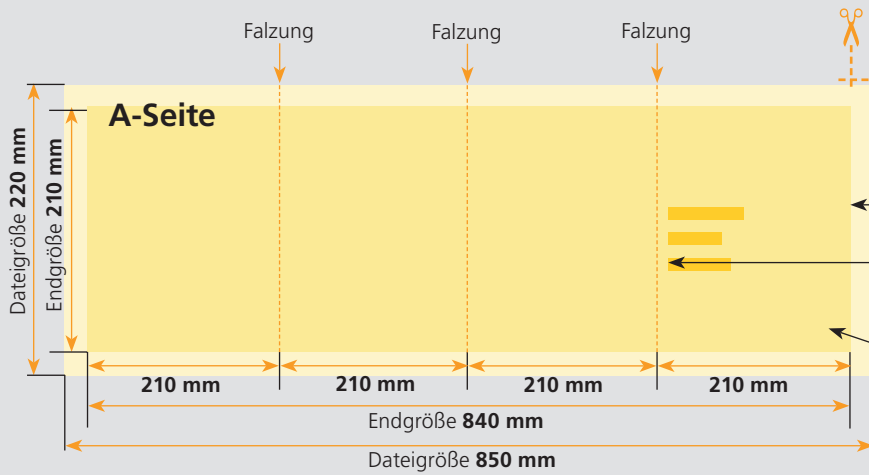 Falzung
Falzung
Falzung
A-Seite
Dateigröße 220 mm
Endgröße 210 mm
210 mm
210 mm
210 mm
210 mm
Endgröße 840 mm
Dateigröße 850 mm